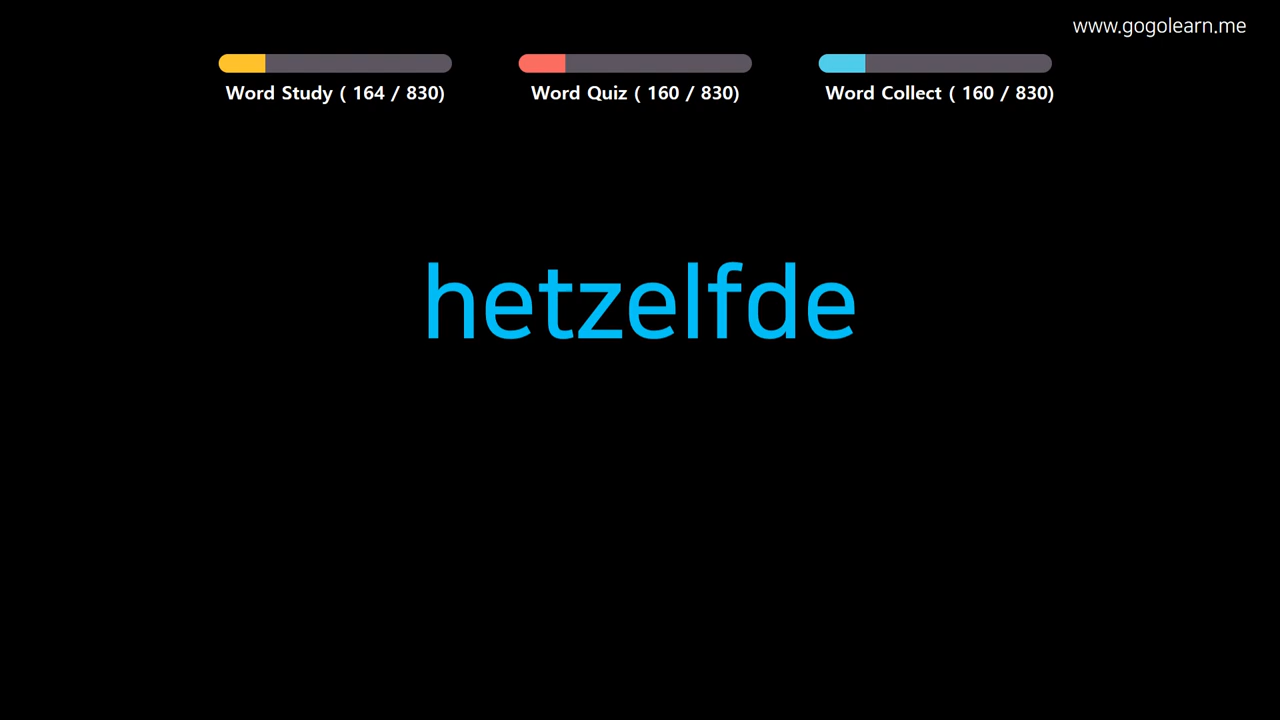 www.gogolearn.me
Word Study ( 164 / 830)
Word Quiz ( 160 / 830)
Word Collect ( 160 / 830)
hetzelfde